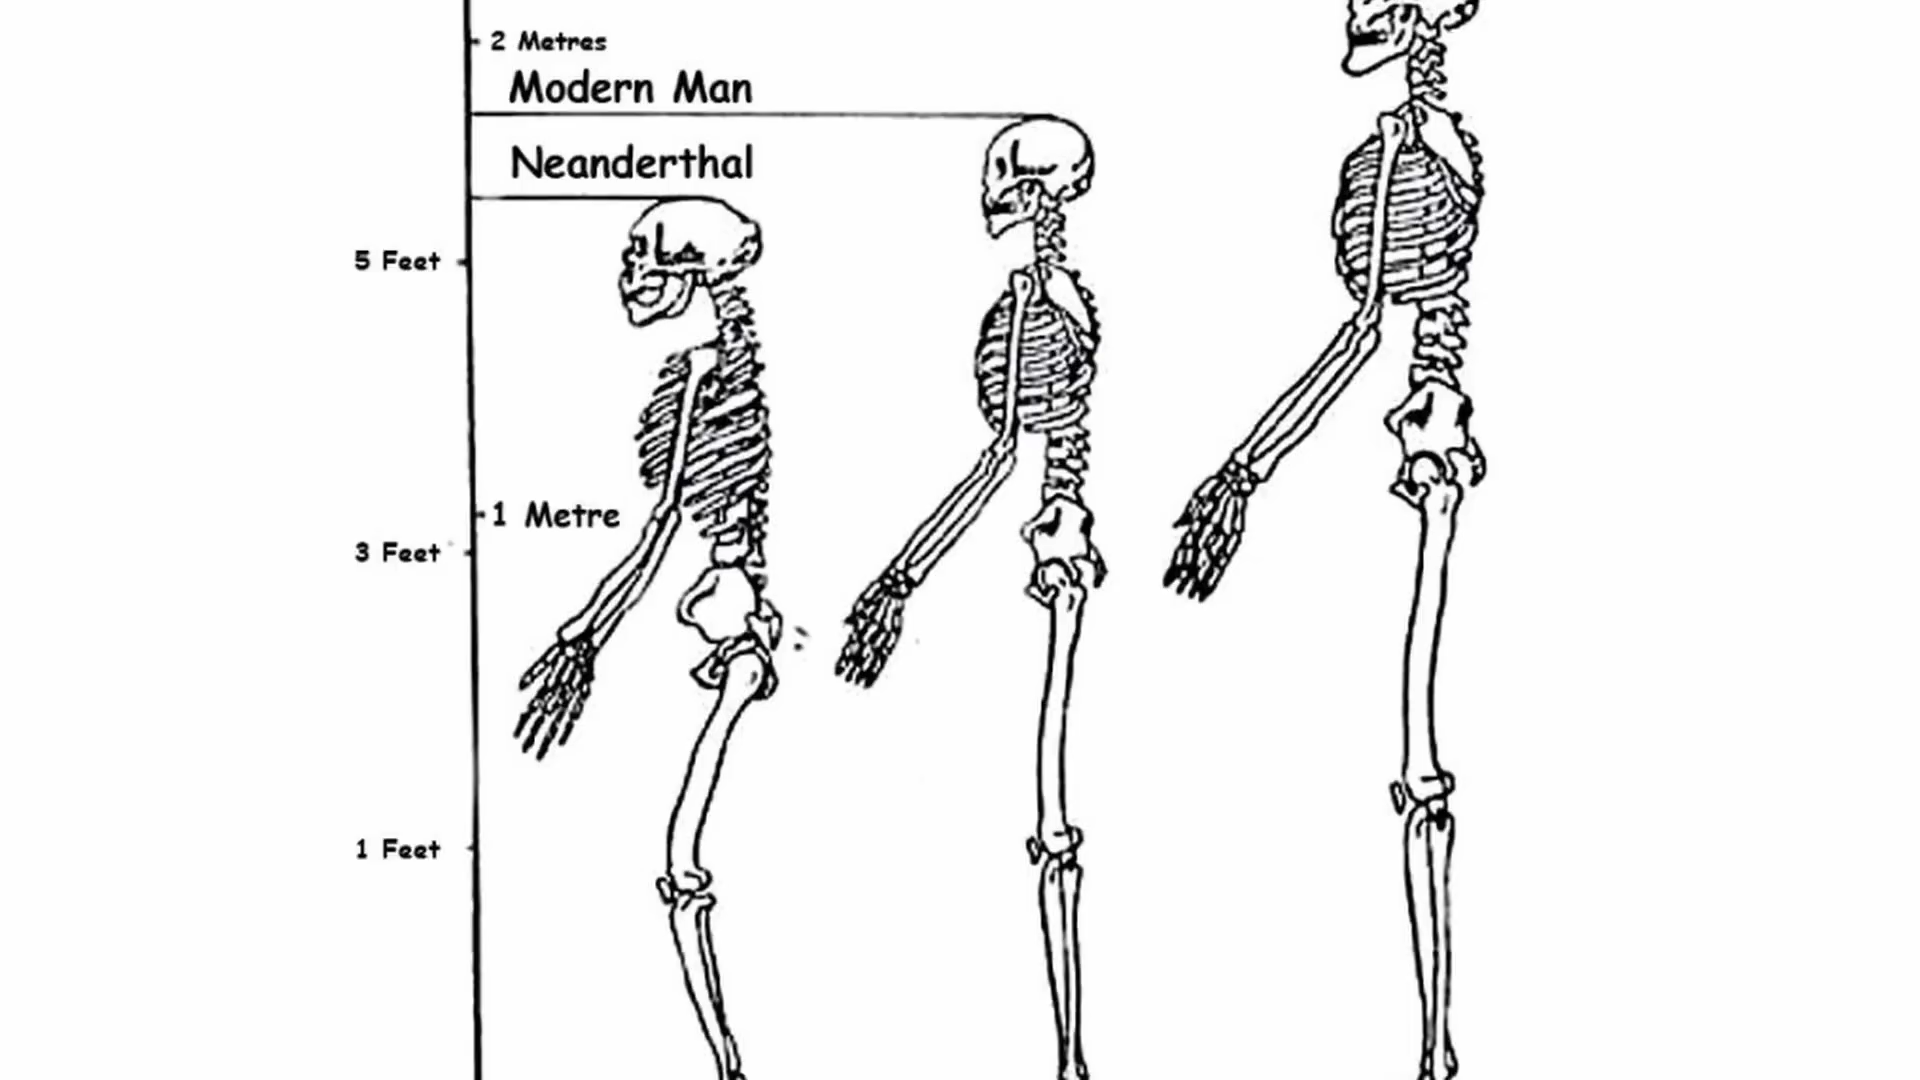 2 Metres
Modern Man
Neanderthal
5 Feet
1 Metre
3 Feet
1 Feet